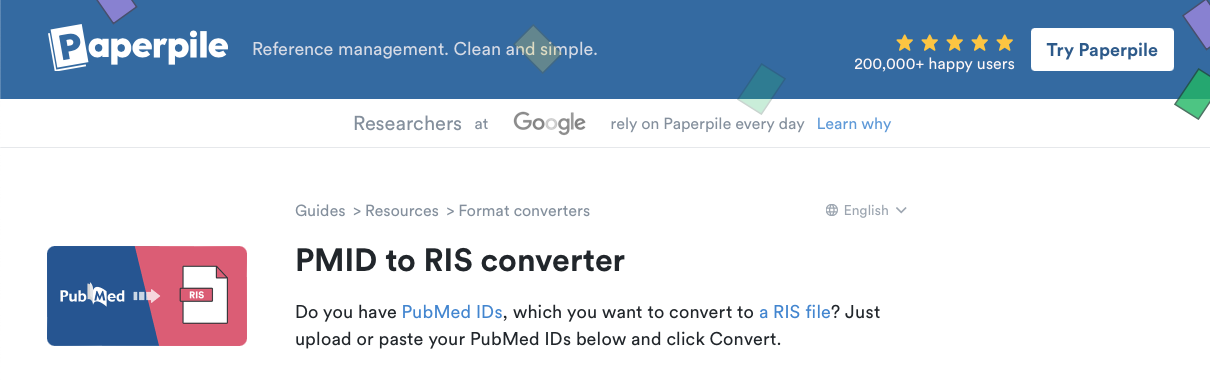 Paperpile
Reference management. Clean and simple.
200,000+ happy users
Try Paperpile
Researchers at Google rely on Paperpile every day Learn why
Guides > Resources > Format converters
English
PubMed
RIS
PMID to RIS converter
Do you have PubMed IDs, which you want to convert to a RIS file? Just
upload or paste your PubMed IDs below and click Convert.